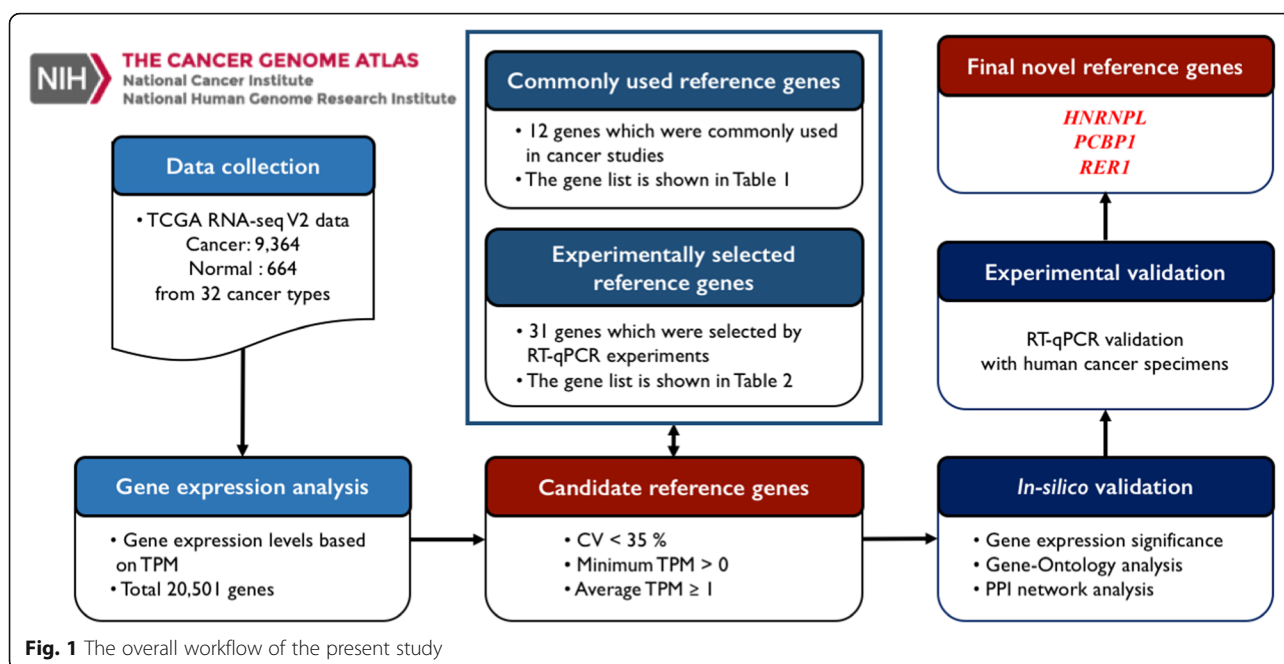 NIH
THE CANCER GENOME ATLAS
National Cancer Institute
National Human Genome Research Institute
Data collection
• TCGA RNA-seq V2 data
Cancer: 9,364
Normal : 664
from 32 cancer types
Gene expression analysis
• Gene expression levels based
on TPM
• Total 20,501 genes
Commonly used reference genes
• 12 genes which were commonly used
in cancer studies
• The gene list is shown in Table 1
Experimentally selected
reference genes
• 31 genes which were selected by
RT-qPCR experiments
• The gene list is shown in Table 2
Candidate reference genes
• CV < 35 %
• Minimum TPM > 0
• Average TPM ≥ 1
Final novel reference genes
HNRNPL
PCBP1
RER1
Experimental validation
RT-qPCR validation
with human cancer specimens
In-silico validation
• Gene expression significance
• Gene-Ontology analysis
• PPI network analysis
Fig. 1 The overall workflow of the present study